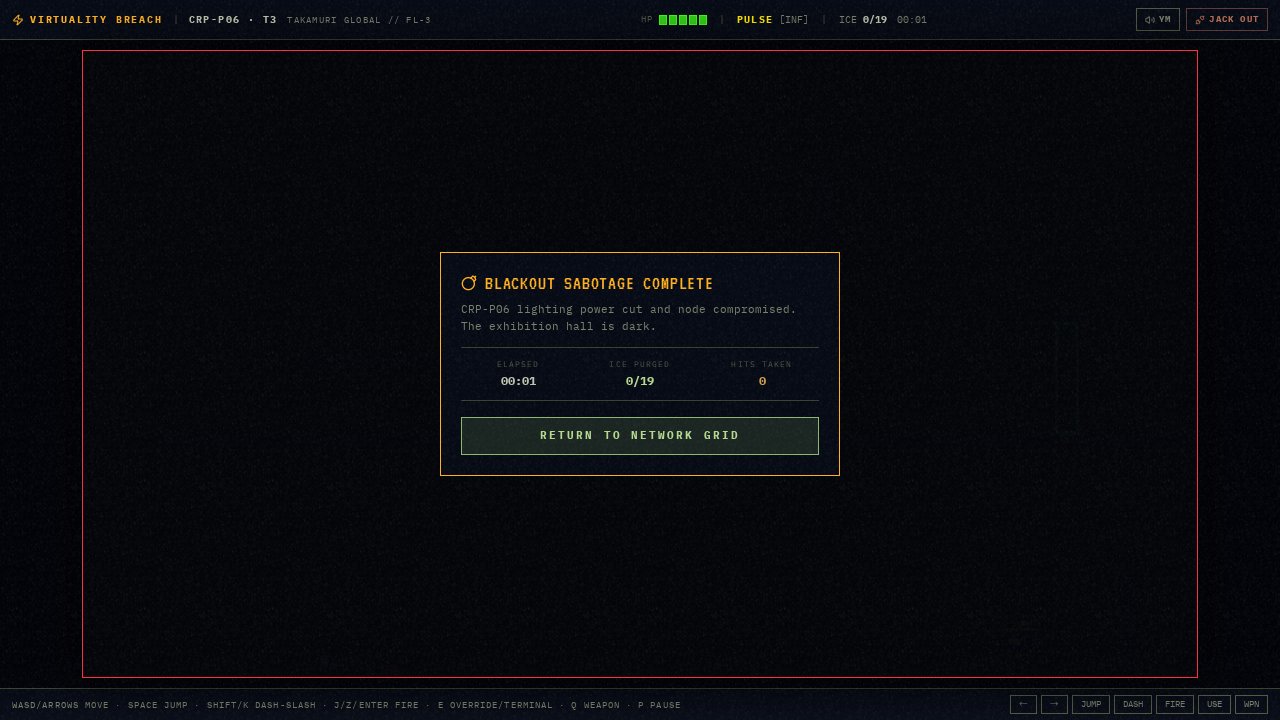 VIRTUALITY BREACH | CRP-P06 · T3 TAKAMURI GLOBAL // FL-3 HP | PULSE [INF] | ICE 0/19 00:01 YM JACK OUT
BLACKOUT SABOTAGE COMPLETE
CRP-P06 lighting power cut and node compromised.
The exhibition hall is dark.
ELAPSED ICE PURGED HITS TAKEN
00:01 0/19 0
RETURN TO NETWORK GRID
WASD/ARROWS MOVE · SPACE JUMP · SHIFT/K DASH-SLASH · J/Z/ENTER FIRE · E OVERRIDE/TERMINAL · Q WEAPON · P PAUSE ← → JUMP DASH FIRE USE WPN